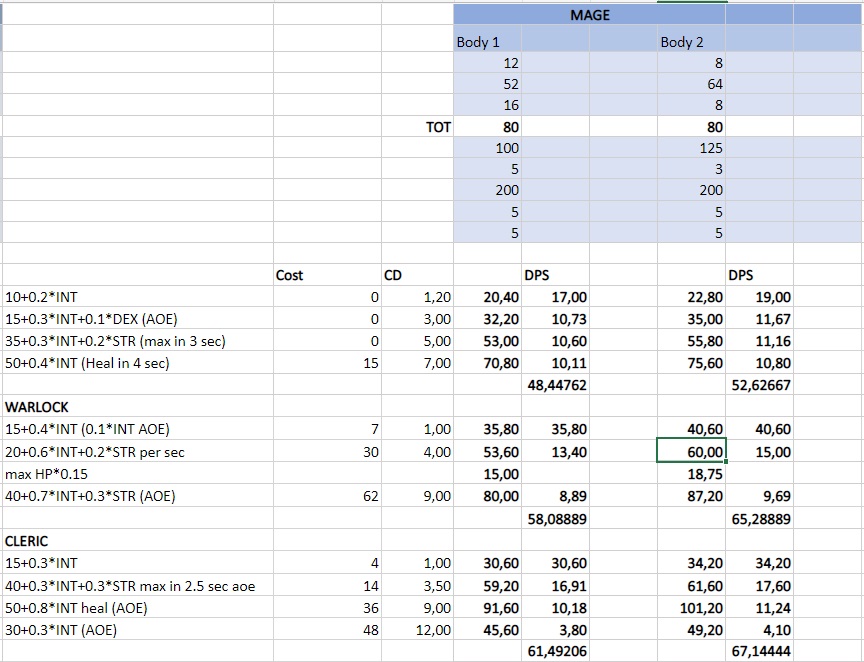 MAGE
Body 1 Body 2
12 8
52 64
16 8
TOT 80 80
100 125
5 3
200 200
5 5
5 5
Cost CD DPS DPS
10+0.2*INT 0 1,20 20,40 17,00 22,80 19,00
15+0.3*INT+0.1*DEX (AOE) 0 3,00 32,20 10,73 35,00 11,67
35+0.3*INT+0.2*STR (max in 3 sec) 0 5,00 53,00 10,60 55,80 11,16
50+0.4*INT (Heal in 4 sec) 15 7,00 70,80 10,11 75,60 10,80
48,44762 52,62667
WARLOCK
15+0.4*INT (0.1*INT AOE) 7 1,00 35,80 35,80 40,60 40,60
20+0.6*INT+0.2*STR per sec 30 4,00 53,60 13,40 60,00 15,00
max HP*0.15 15,00 18,75
40+0.7*INT+0.3*STR (AOE) 62 9,00 80,00 8,89 87,20 9,69
58,08889 65,28889
CLERIC
15+0.3*INT 4 1,00 30,60 30,60 34,20 34,20
40+0.3*INT+0.3*STR max in 2.5 sec aoe 14 3,50 59,20 16,91 61,60 17,60
50+0.8*INT heal (AOE) 36 9,00 91,60 10,18 101,20 11,24
30+0.3*INT (AOE) 48 12,00 45,60 3,80 49,20 4,10
61,49206 67,14444